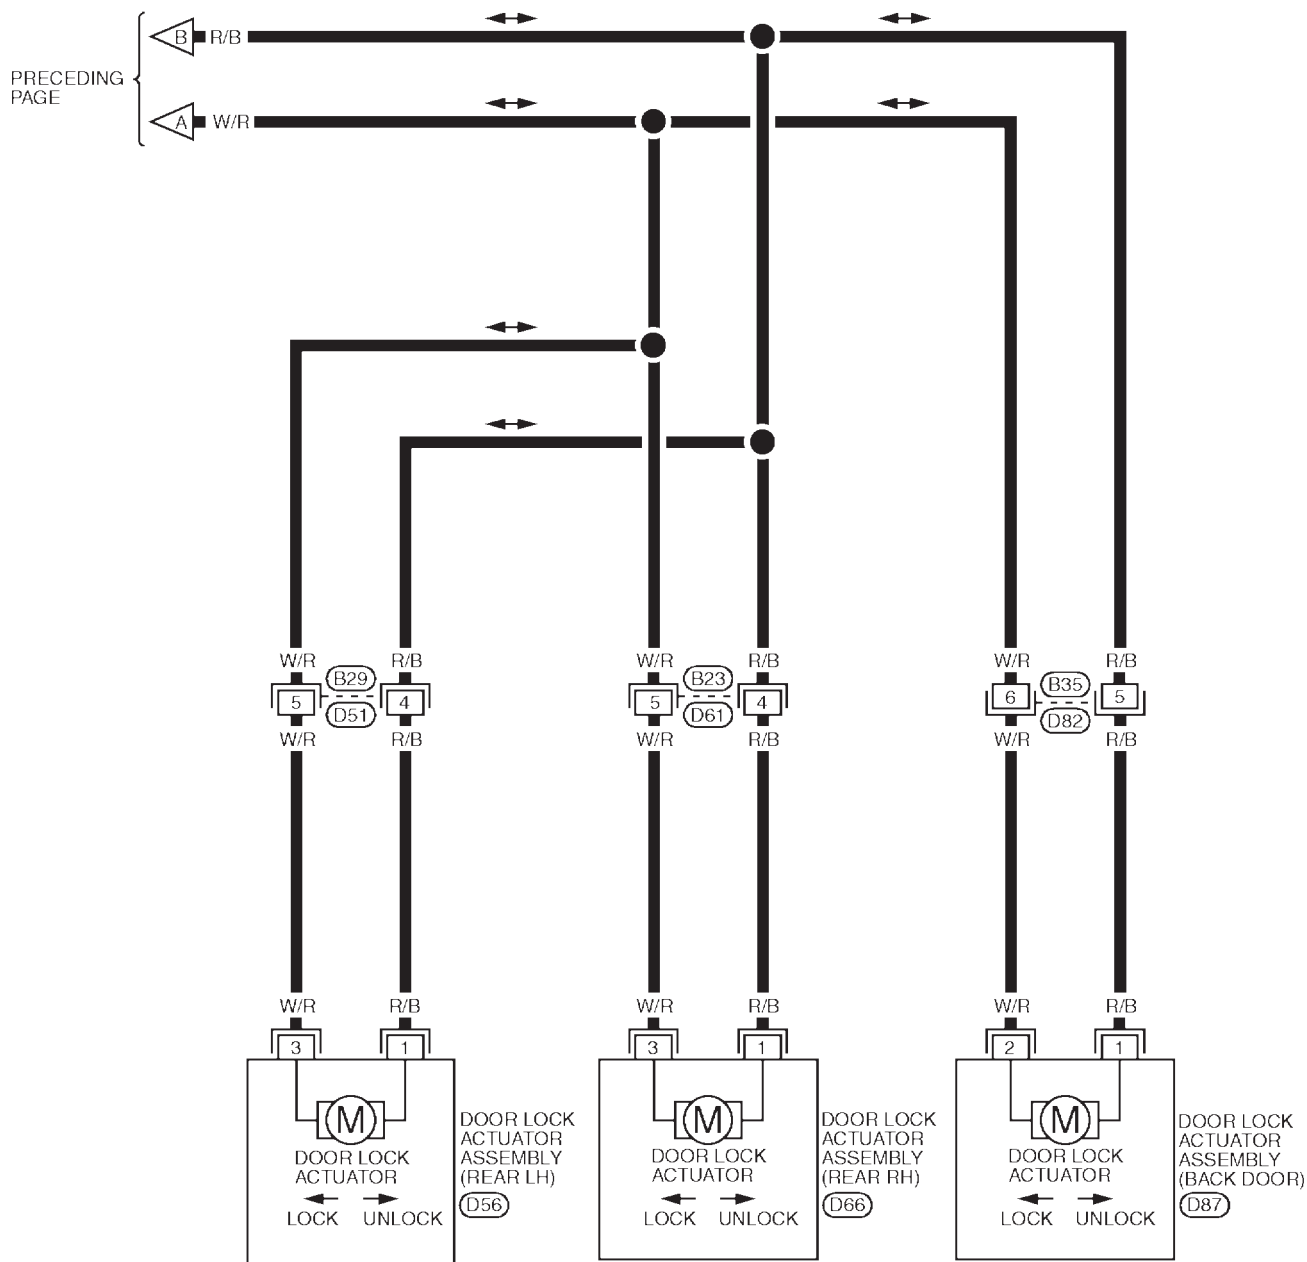 B R/B
PRECEDING
PAGE
A W/R
W/R B29 R/B W/R B23 R/B W/R B35 R/B
5 4 5 4 6 5
D51 D61 D82
W/R R/B W/R R/B W/R R/B
W/R R/B W/R R/B W/R R/B
3 1 3 1 2 1
M M M
DOOR LOCK
ACTUATOR
LOCK UNLOCK
DOOR LOCK
ACTUATOR
ASSEMBLY
(REAR LH)
D56
DOOR LOCK
ACTUATOR
LOCK UNLOCK
DOOR LOCK
ACTUATOR
ASSEMBLY
(REAR RH)
D66
DOOR LOCK
ACTUATOR
LOCK UNLOCK
DOOR LOCK
ACTUATOR
ASSEMBLY
(BACK DOOR)
D87